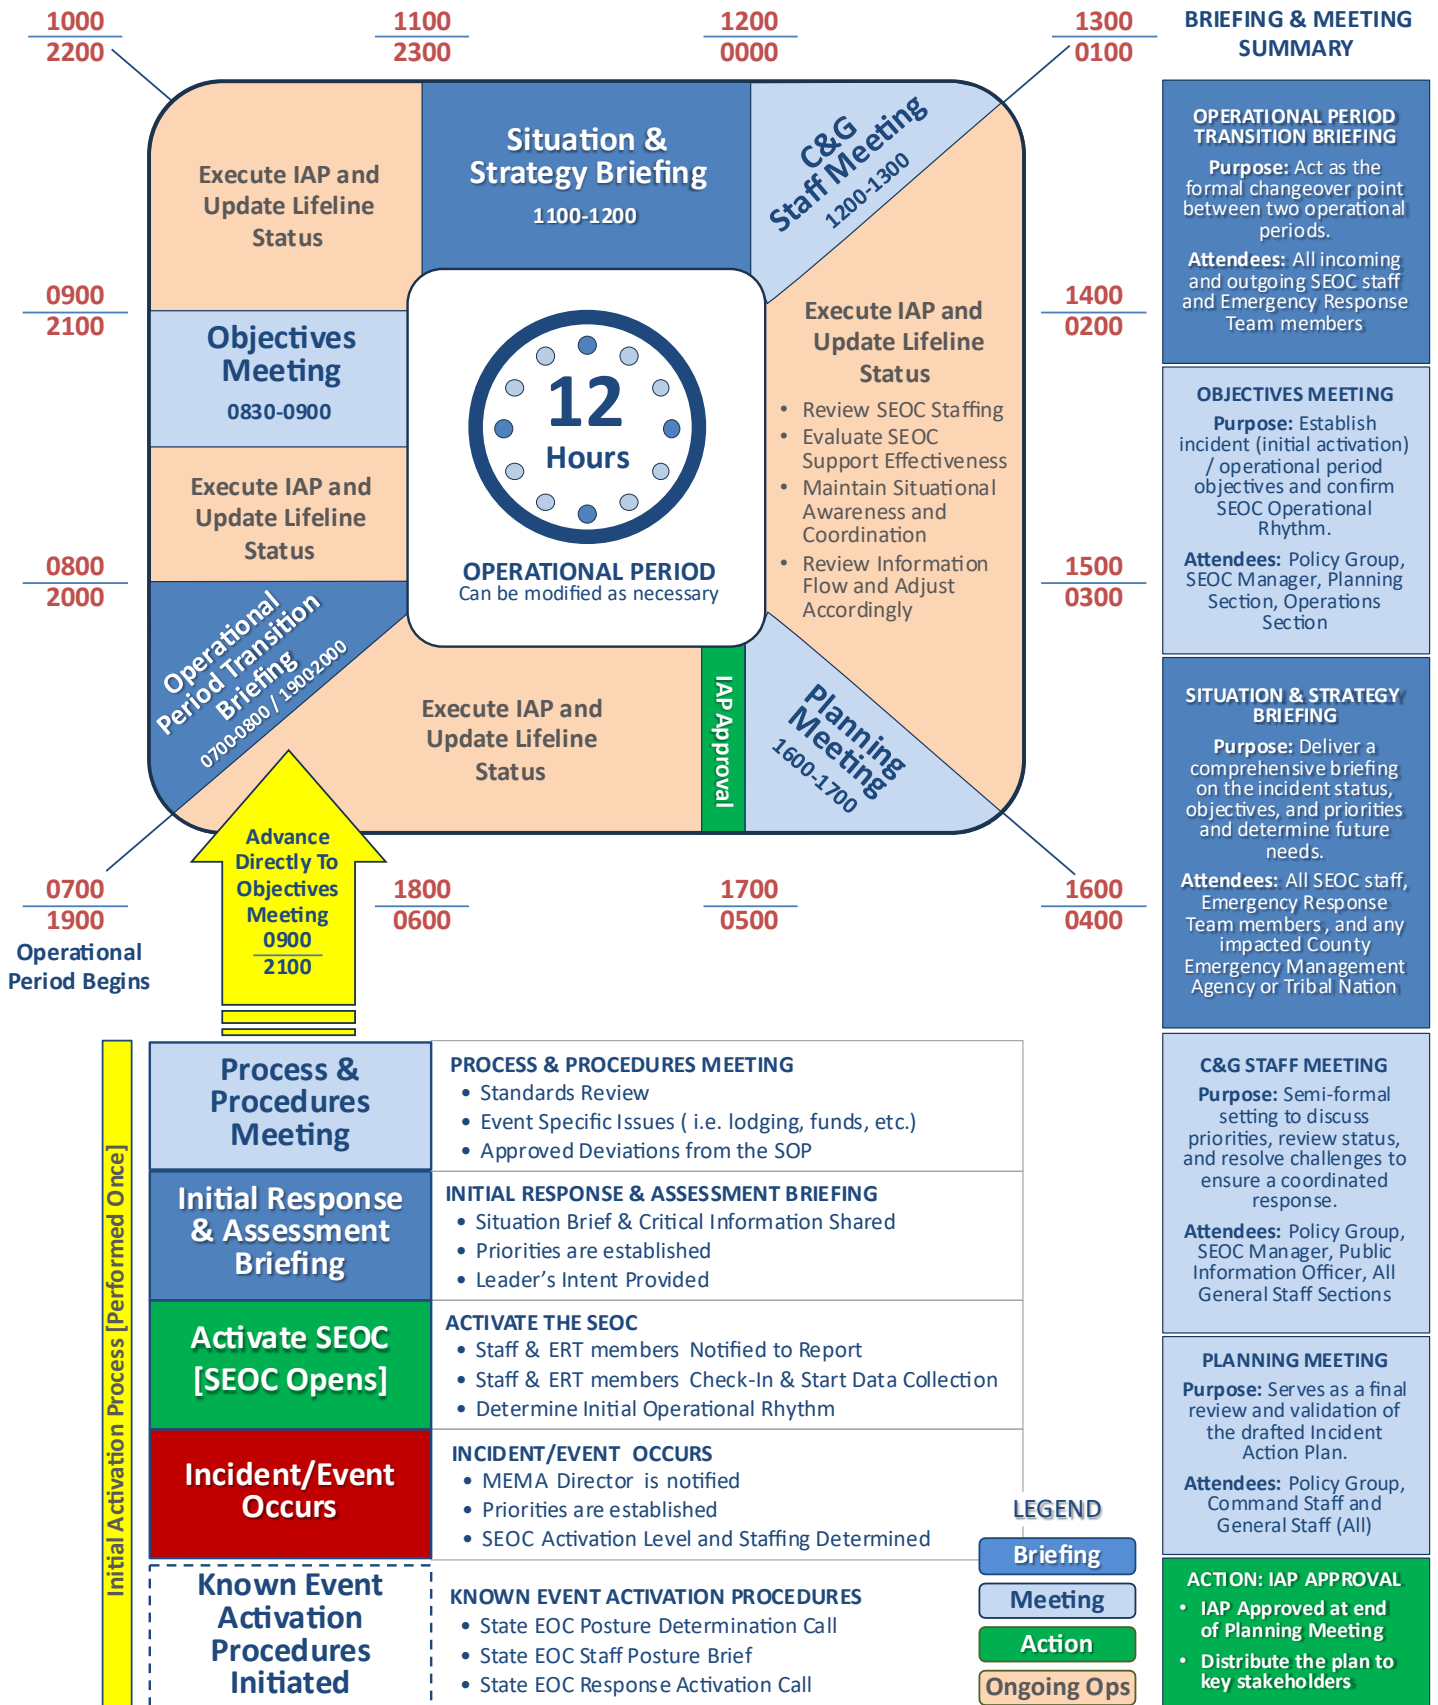 1000
2200
1100
2300
1200
0000
1300
0100
BRIEFING & MEETING
SUMMARY
Execute IAP and
Update Lifeline
Status
Situation &
Strategy Briefing
1100-1200
C&G
Staff Meeting
1200-1300
0900
2100
Objectives
Meeting
0830-0900
Execute IAP and
Update Lifeline
Status
0800
2000
Operational
Period Transition
Briefing
0700-0800 / 1900-2000
12
Hours
OPERATIONAL PERIOD
Can be modified as necessary
Execute IAP and
Update Lifeline
Status
• Review SEOC Staffing
• Evaluate SEOC
Support Effectiveness
• Maintain Situational
Awareness and
Coordination
• Review Information
Flow and Adjust
Accordingly
1400
0200
1500
0300
Execute IAP and
Update Lifeline
Status
IAP Approval
Planning
Meeting
1600-1700
0700
1900
Operational
Period Begins
Advance
Directly To
Objectives
Meeting
0900
2100
1800
0600
1700
0500
1600
0400
OPERATIONAL PERIOD
TRANSITION BRIEFING
Purpose: Act as the
formal changeover point
between two operational
periods.
Attendees: All incoming
and outgoing SEOC staff
and Emergency Response
Team members
OBJECTIVES MEETING
Purpose: Establish
incident (initial activation)
/ operational period
objectives and confirm
SEOC Operational
Rhythm.
Attendees: Policy Group,
SEOC Manager, Planning
Section, Operations
Section
SITUATION & STRATEGY
BRIEFING
Purpose: Deliver a
comprehensive briefing
on the incident status,
objectives, and priorities
and determine future
needs.
Attendees: All SEOC staff,
Emergency Response
Team members, and any
impacted County
Emergency Management
Agency or Tribal Nation
C&G STAFF MEETING
Purpose: Semi-formal
setting to discuss
priorities, review status,
and resolve challenges to
ensure a coordinated
response.
Attendees: Policy Group,
SEOC Manager, Public
Information Officer, All
General Staff Sections
PLANNING MEETING
Purpose: Serves as a final
review and validation of
the drafted Incident
Action Plan.
Attendees: Policy Group,
Command Staff and
General Staff (All)
ACTION: IAP APPROVAL
• IAP Approved at end
of Planning Meeting
• Distribute the plan to
key stakeholders
Initial Activation Process [Performed Once]
Process &
Procedures
Meeting
PROCESS & PROCEDURES MEETING
• Standards Review
• Event Specific Issues ( i.e. lodging, funds, etc.)
• Approved Deviations from the SOP
Initial Response
& Assessment
Briefing
INITIAL RESPONSE & ASSESSMENT BRIEFING
• Situation Brief & Critical Information Shared
• Priorities are established
• Leader’s Intent Provided
Activate SEOC
[SEOC Opens]
ACTIVATE THE SEOC
• Staff & ERT members Notified to Report
• Staff & ERT members Check-In & Start Data Collection
• Determine Initial Operational Rhythm
Incident/Event
Occurs
INCIDENT/EVENT OCCURS
• MEMA Director is notified
• Priorities are established
• SEOC Activation Level and Staffing Determined
Known Event
Activation
Procedures
Initiated
KNOWN EVENT ACTIVATION PROCEDURES
• State EOC Posture Determination Call
• State EOC Staff Posture Brief
• State EOC Response Activation Call
LEGEND
Briefing
Meeting
Action
Ongoing Ops